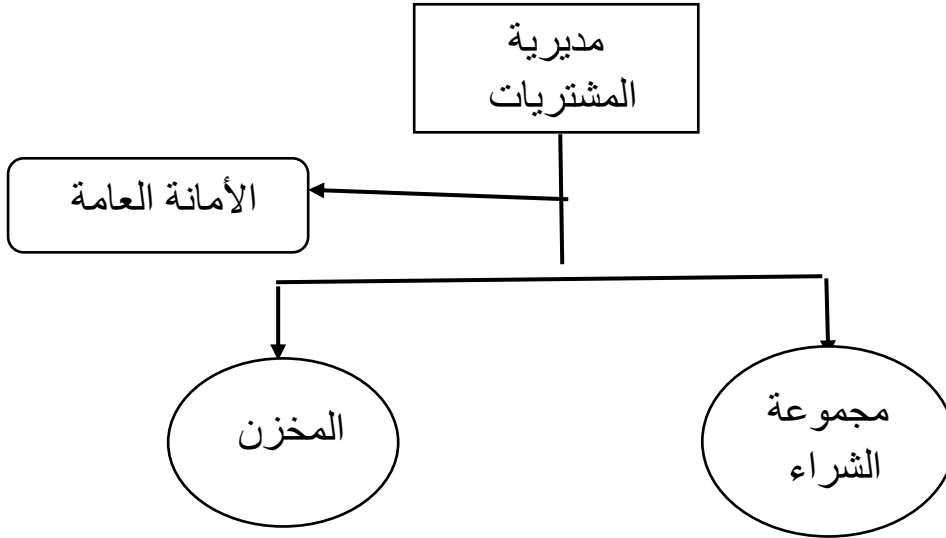 مديرية
المشتريات
الأمانة العامة
مجموعة
الشراء
المخزن